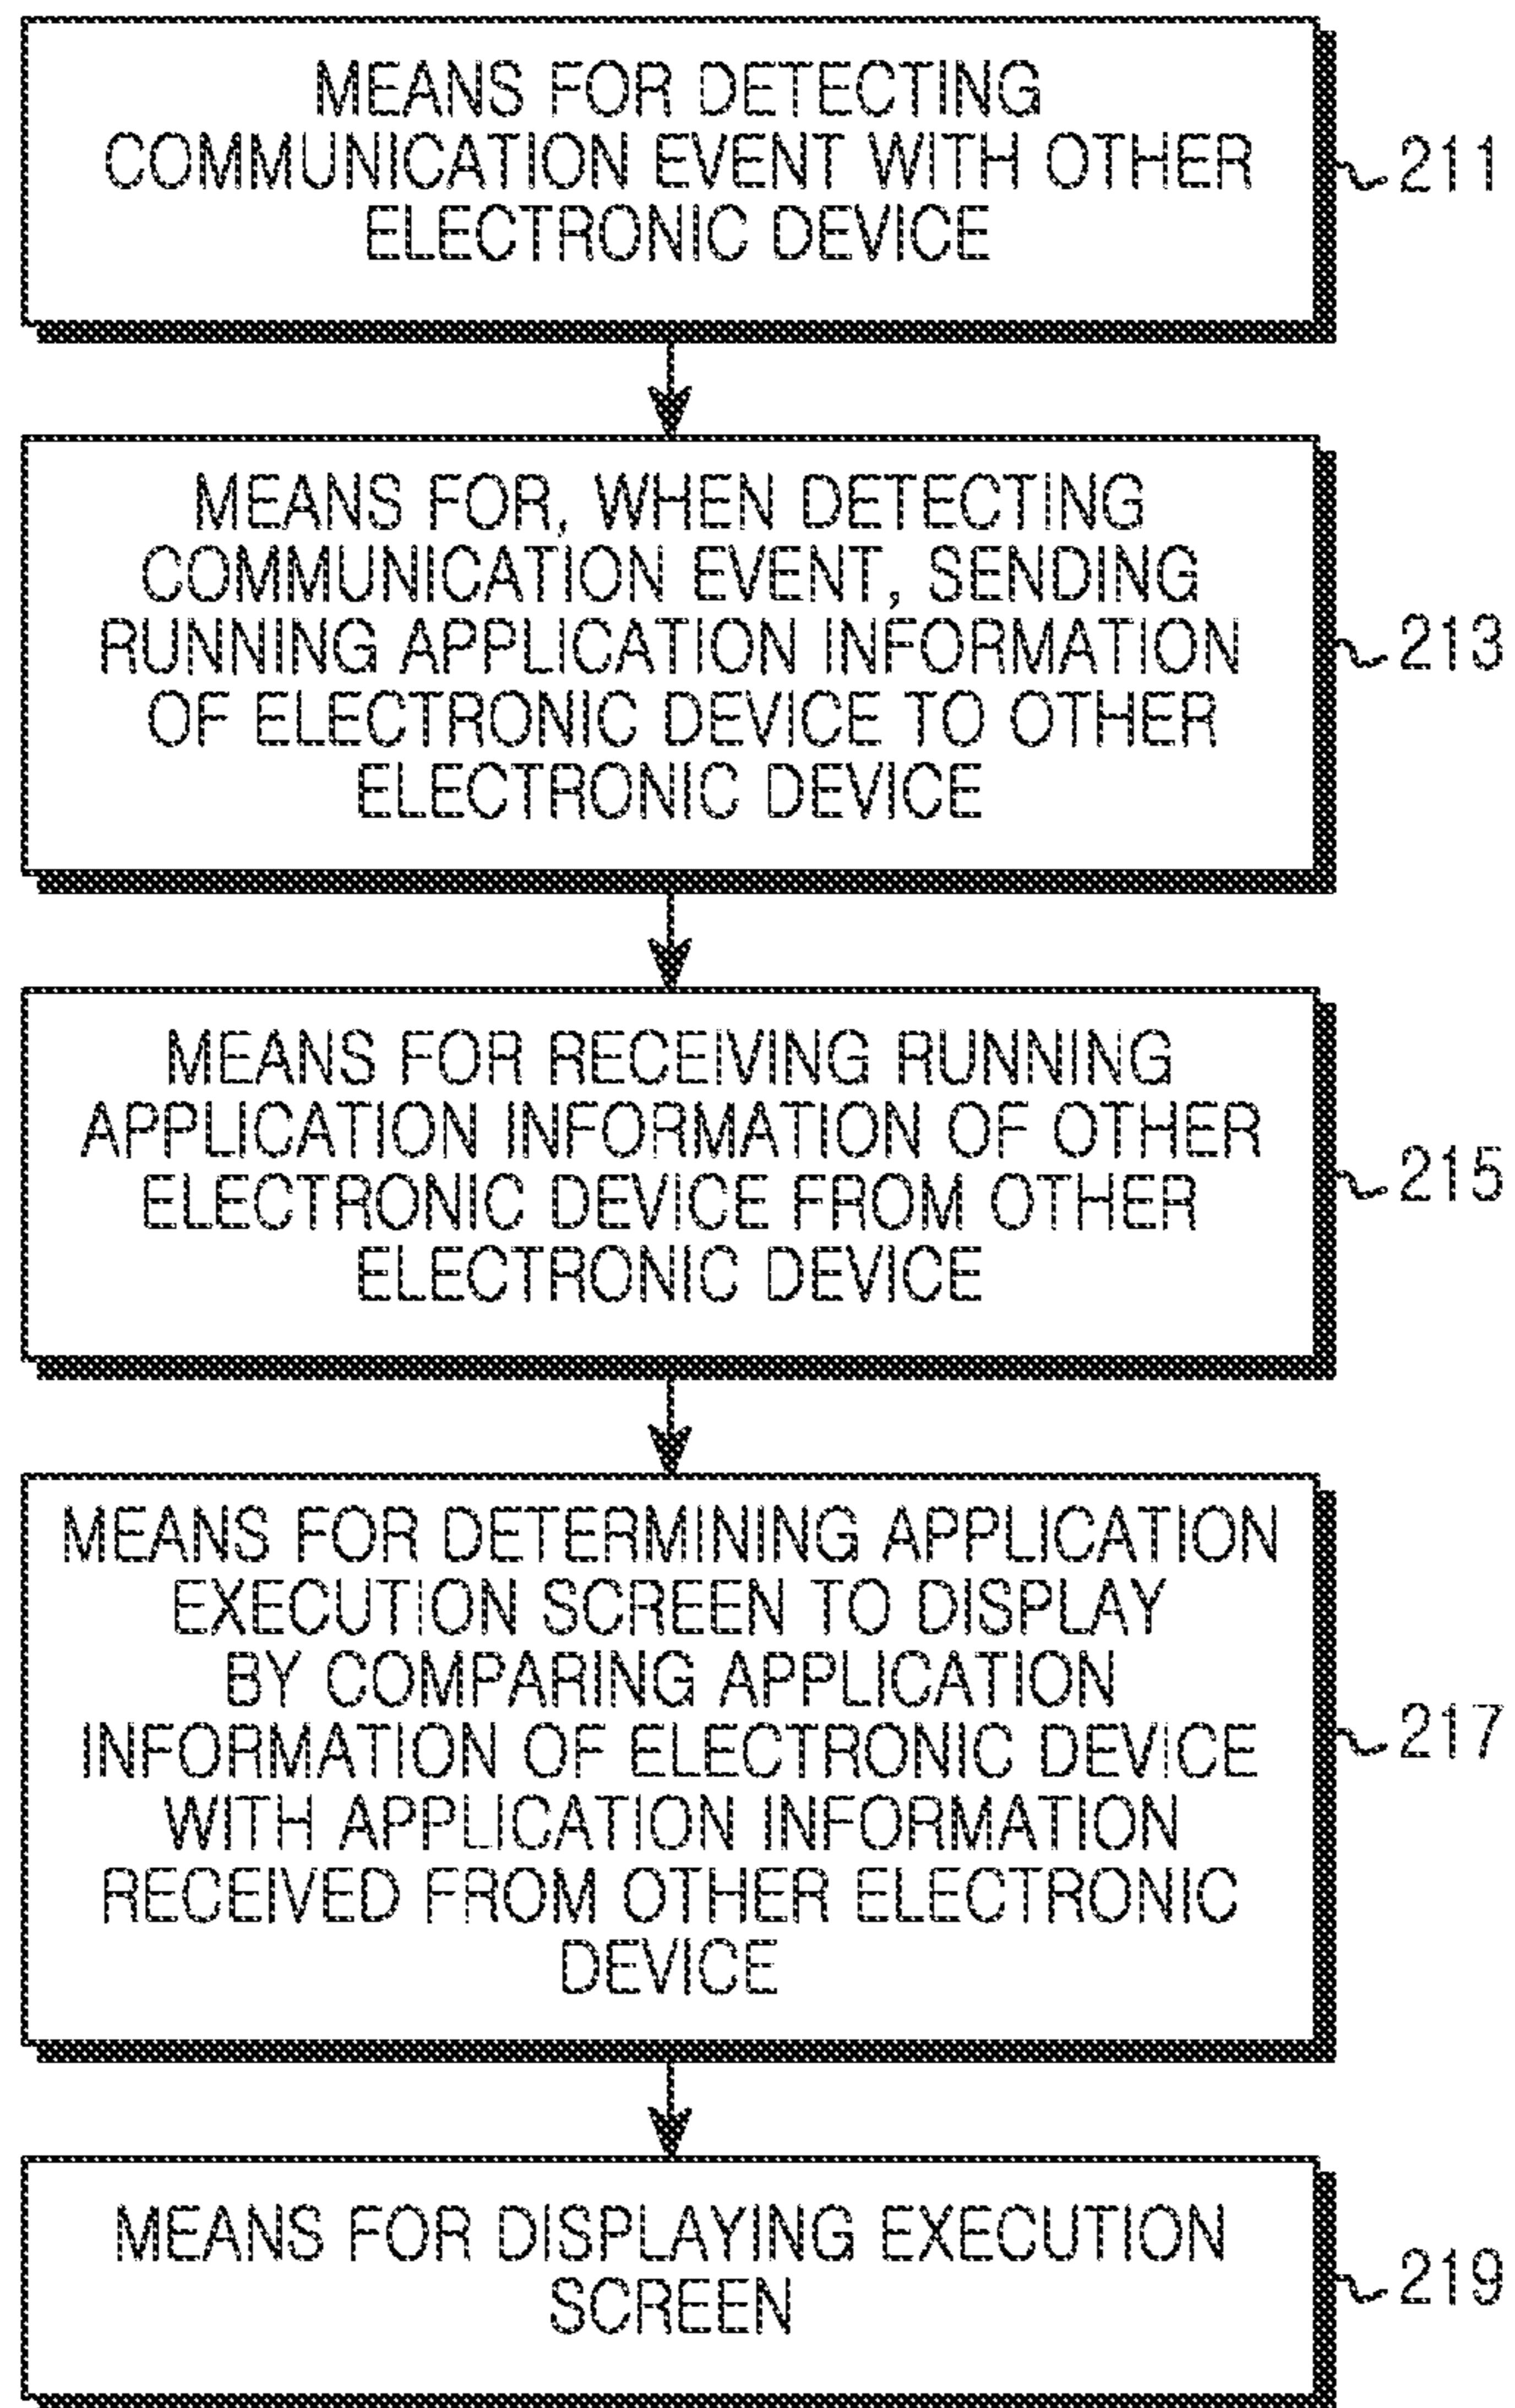 MEANS FOR DETECTING
COMMUNICATION EVENT WITH OTHER
ELECTRONIC DEVICE
211
MEANS FOR, WHEN DETECTING
COMMUNICATION EVENT, SENDING
RUNNING APPLICATION INFORMATION
OF ELECTRONIC DEVICE TO OTHER
ELECTRONIC DEVICE
213
MEANS FOR RECEIVING RUNNING
APPLICATION INFORMATION OF OTHER
ELECTRONIC DEVICE FROM OTHER
ELECTRONIC DEVICE
215
MEANS FOR DETERMINING APPLICATION
EXECUTION SCREEN TO DISPLAY
BY COMPARING APPLICATION
INFORMATION OF ELECTRONIC DEVICE
WITH APPLICATION INFORMATION
RECEIVED FROM OTHER ELECTRONIC
DEVICE
217
MEANS FOR DISPLAYING EXECUTION
SCREEN
219